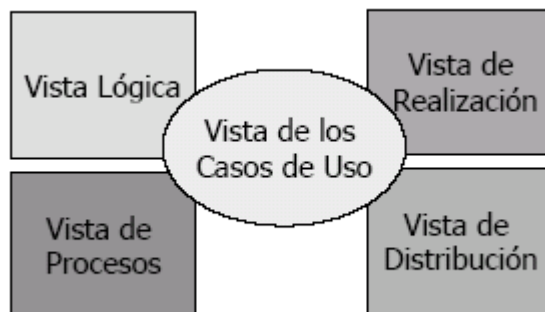 Vista Lógica
Vista de
Realización
Vista de los
Casos de Uso
Vista de
Procesos
Vista de
Distribución